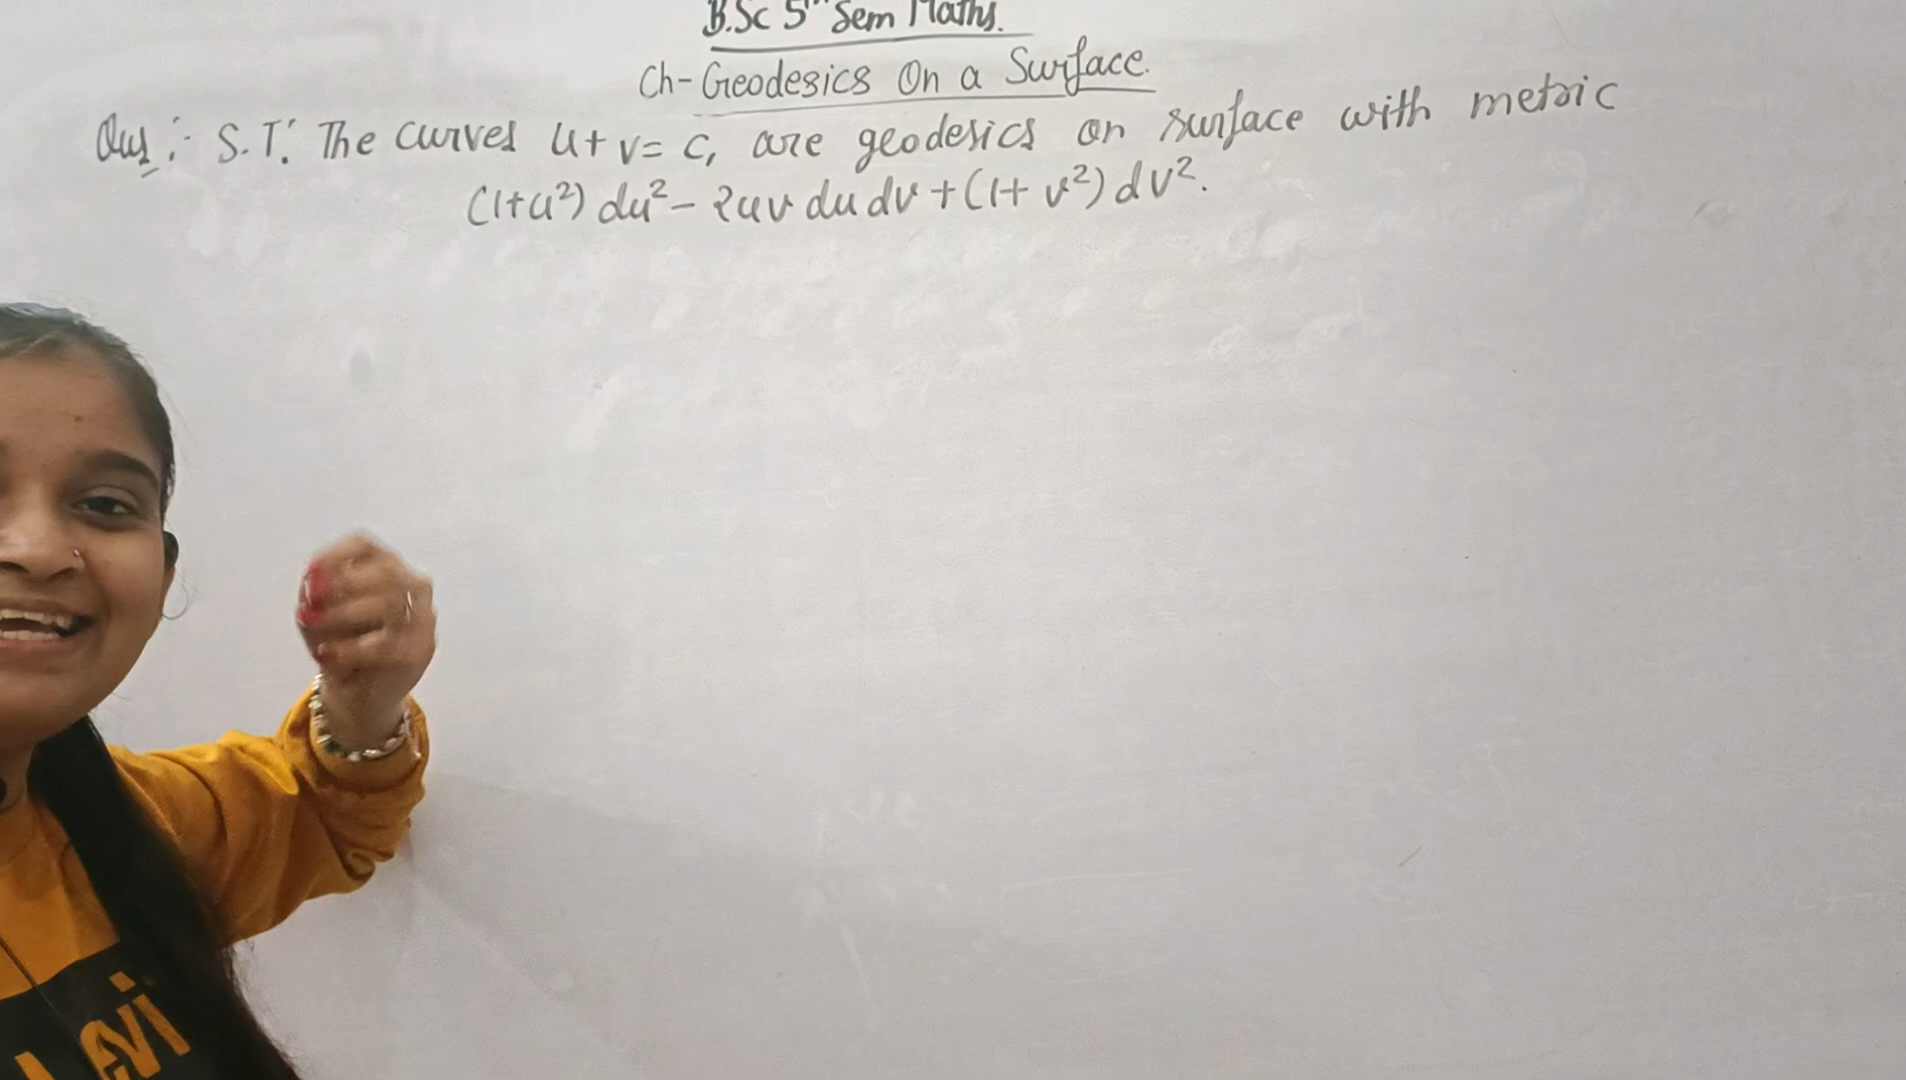 B.Sc 5th Sem Maths.
Ch- Geodesics On a Surface.
Ques :- S.T. The curves u + v = c, are geodesics on surface with metric
(1+u²) du² - 2uv du dv + (1+ v²) dv².
Levi